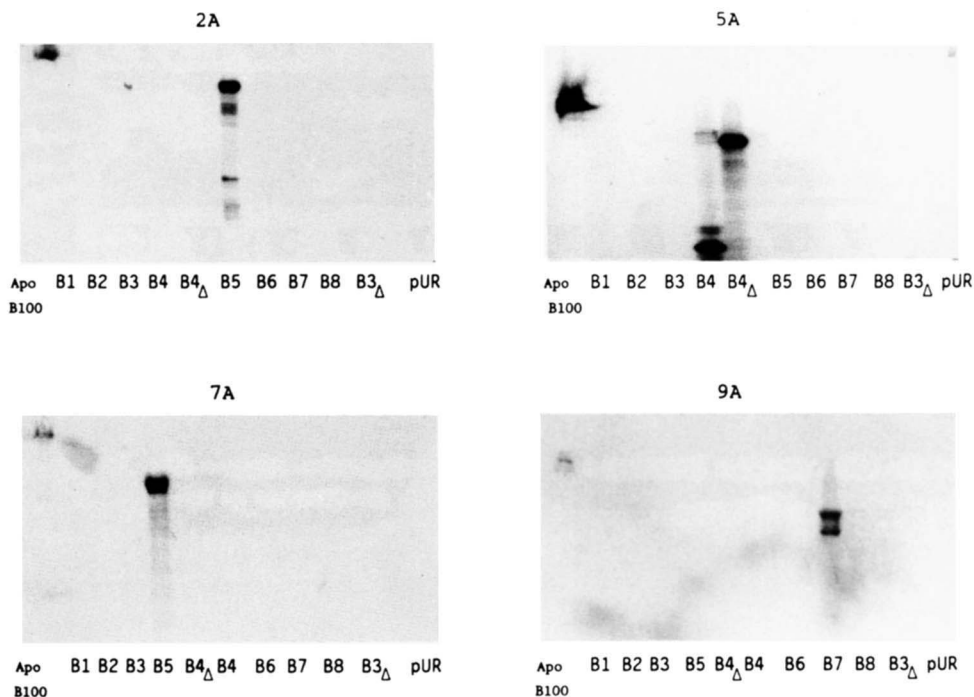 2A
Apo B1 B2 B3 B4 B4Δ B5 B6 B7 B8 B3Δ pUR
B100
5A
Apo B1 B2 B3 B4 B4Δ B5 B6 B7 B8 B3Δ pUR
B100
7A
Apo B1 B2 B3 B5 B4Δ B4 B6 B7 B8 B3Δ pUR
B100
9A
Apo B1 B2 B3 B5 B4Δ B4 B6 B7 B8 B3Δ pUR
B100